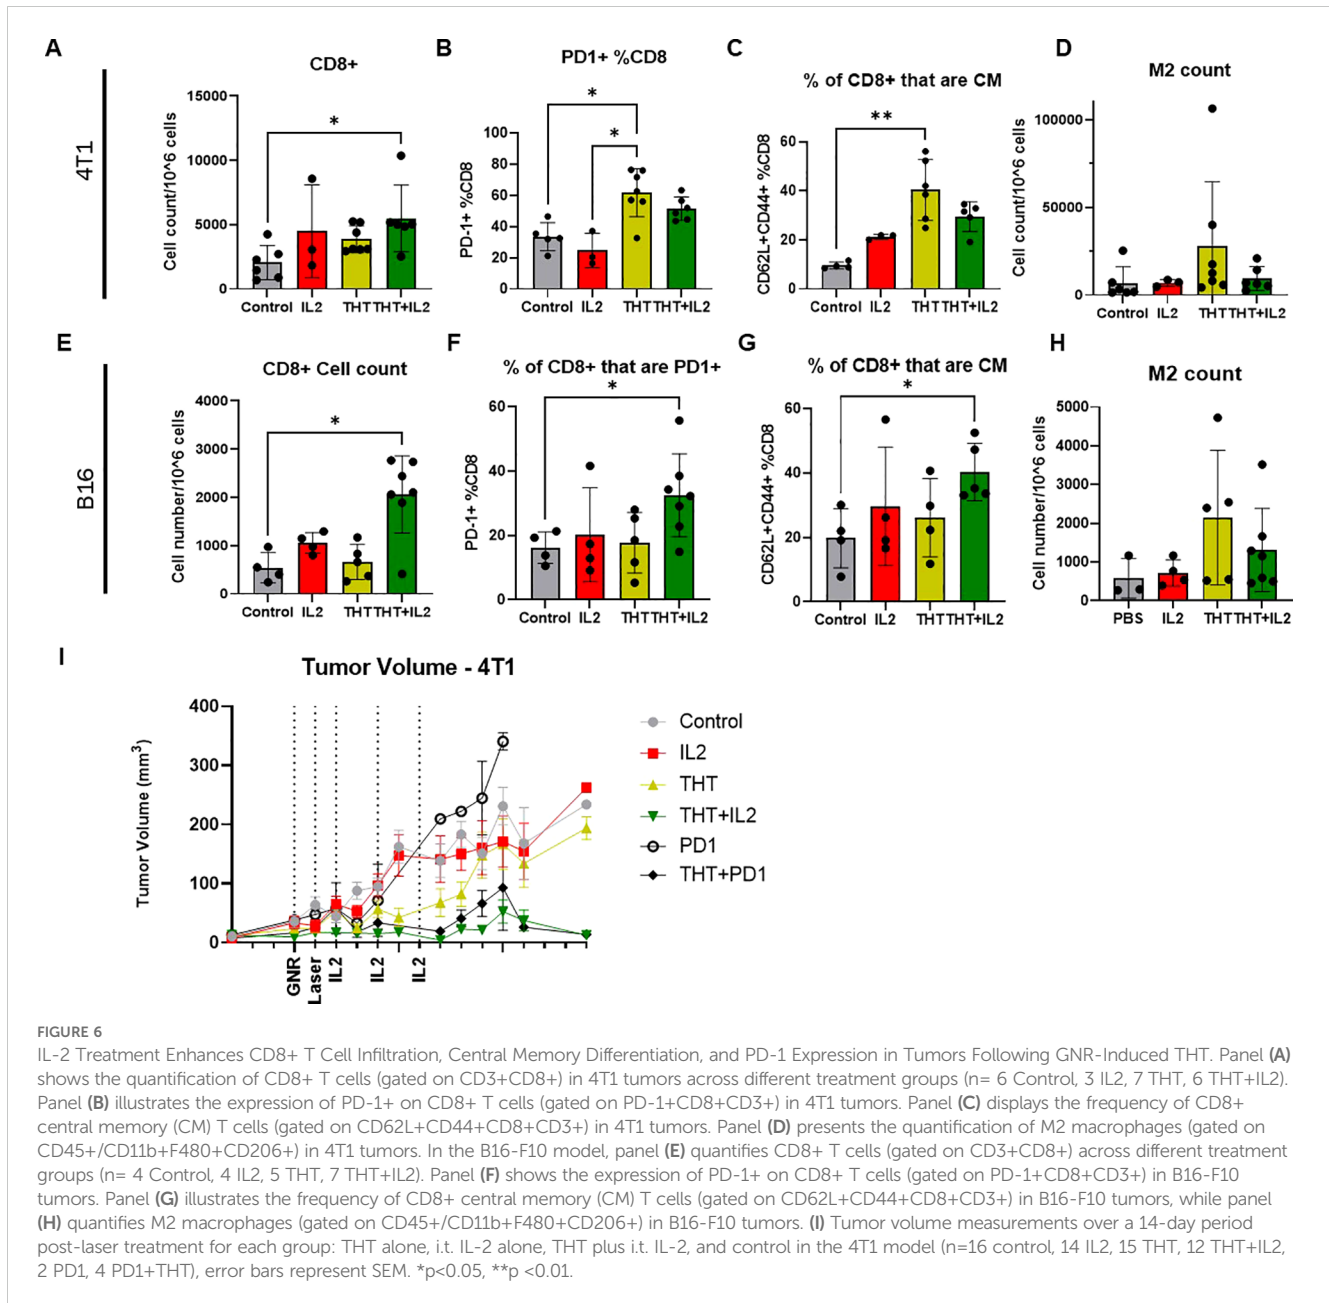 A
CD8+
4T1
Cell count/10^6 cells
15000
10000
5000
0
*
Control IL2 THT THT+IL2
B
PD1+ %CD8
PD-1+ %CD8
100
80
60
40
20
0
*
*
Control IL2 THT THT+IL2
C
% of CD8+ that are CM
CD62L+CD44+ %CD8
60
40
20
0
**
Control IL2 THT THT+IL2
D
M2 count
Cell count/10^6 cells
100000
50000
0
Control IL2 THT THT+IL2
E
CD8+ Cell count
B16
Cell number/10^6 cells
4000
3000
2000
1000
0
*
Control IL2 THT THT+IL2
F
% of CD8+ that are PD1+
PD-1+ %CD8
60
40
20
0
*
Control IL2 THT THT+IL2
G
% of CD8+ that are CM
CD62L+CD44+ %CD8
60
40
20
0
*
Control IL2 THT THT+IL2
H
M2 count
Cell number/10^6 cells
5000
4000
3000
2000
1000
0
PBS IL2 THT THT+IL2
I
Tumor Volume - 4T1
Tumor Volume (mm3)
400
300
200
100
0
GNR
Laser
IL2
IL2
IL2
Control
IL2
THT
THT+IL2
PD1
THT+PD1
FIGURE 6
IL-2 Treatment Enhances CD8+ T Cell Infiltration, Central Memory Differentiation, and PD-1 Expression in Tumors Following GNR-Induced THT. Panel (A)
shows the quantification of CD8+ T cells (gated on CD3+CD8+) in 4T1 tumors across different treatment groups (n= 6 Control, 3 IL2, 7 THT, 6 THT+IL2).
Panel (B) illustrates the expression of PD-1+ on CD8+ T cells (gated on PD-1+CD8+CD3+) in 4T1 tumors. Panel (C) displays the frequency of CD8+
central memory (CM) T cells (gated on CD62L+CD44+CD8+CD3+) in 4T1 tumors. Panel (D) presents the quantification of M2 macrophages (gated on
CD45+/CD11b+F480+CD206+) in 4T1 tumors. In the B16-F10 model, panel (E) quantifies CD8+ T cells (gated on CD3+CD8+) across different treatment
groups (n= 4 Control, 4 IL2, 5 THT, 7 THT+IL2). Panel (F) shows the expression of PD-1+ on CD8+ T cells (gated on PD-1+CD8+CD3+) in B16-F10
tumors. Panel (G) illustrates the frequency of CD8+ central memory (CM) T cells (gated on CD62L+CD44+CD8+CD3+) in B16-F10 tumors, while panel
(H) quantifies M2 macrophages (gated on CD45+/CD11b+F480+CD206+) in B16-F10 tumors. (I) Tumor volume measurements over a 14-day period
post-laser treatment for each group: THT alone, i.t. IL-2 alone, THT plus i.t. IL-2, and control in the 4T1 model (n=16 control, 14 IL2, 15 THT, 12 THT+IL2,
2 PD1, 4 PD1+THT), error bars represent SEM. *p<0.05, **p <0.01.